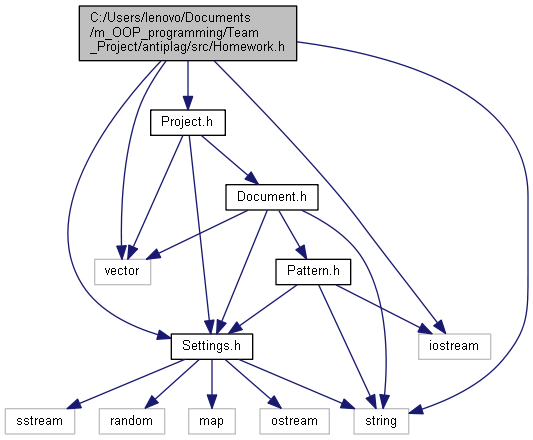 C:/Users/lenovo/Documents
/m_OOP_programming/Team
_Project/antiplag/src/Homework.h
Project.h
Document.h
vector
Pattern.h
Settings.h
iostream
sstream
random
map
ostream
string